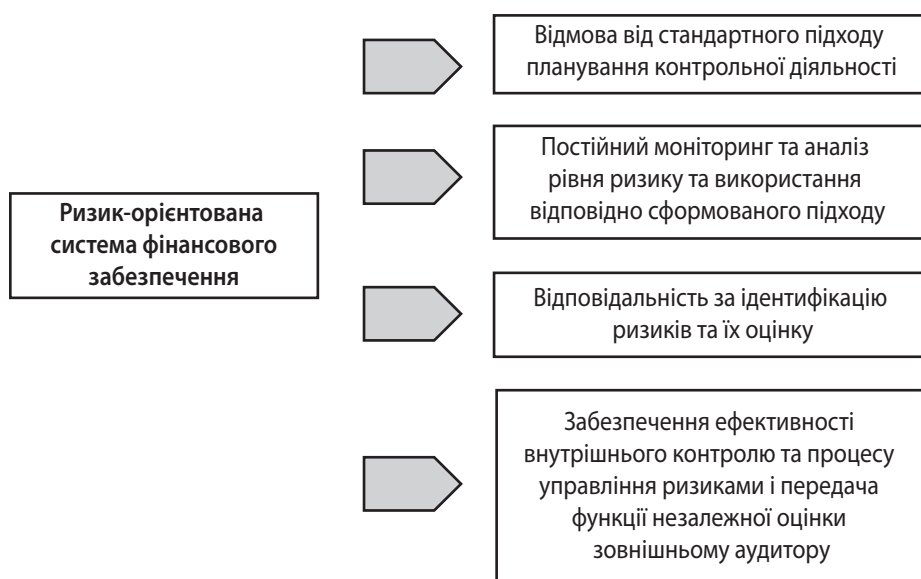 Відмова від стандартного підходу
планування контрольної діяльності
Постійний моніторинг та аналіз
рівня ризику та використання
відповідно сформованого підходу
Ризик-орієнтована
система фінансового
забезпечення
Відповідальність за ідентифікацію
ризиків та їх оцінку
Забезпечення ефективності
внутрішнього контролю та процесу
управління ризиками і передача
функції незалежної оцінки
зовнішньому аудитору